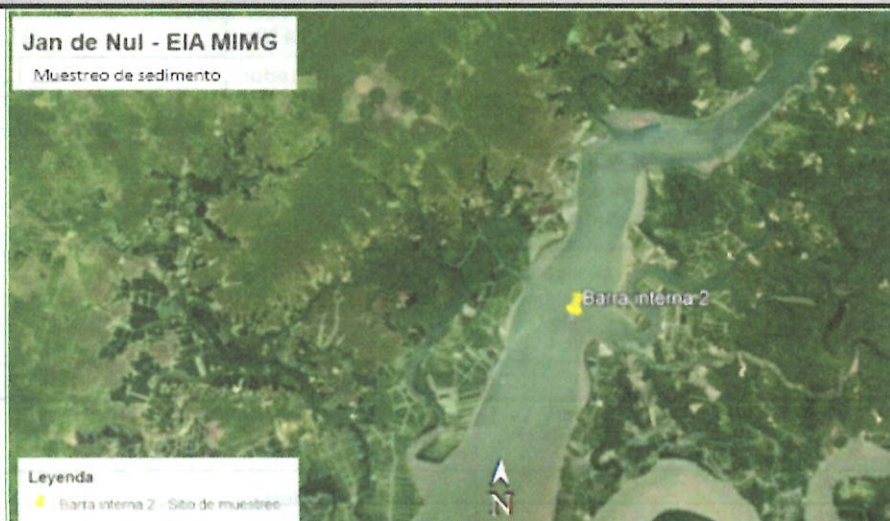 Jan de Nul - EIA MIMG
Muestreo de sedimento
Barra interna 2
Leyenda
Barra interna 2 - Sitio de muestreo
N